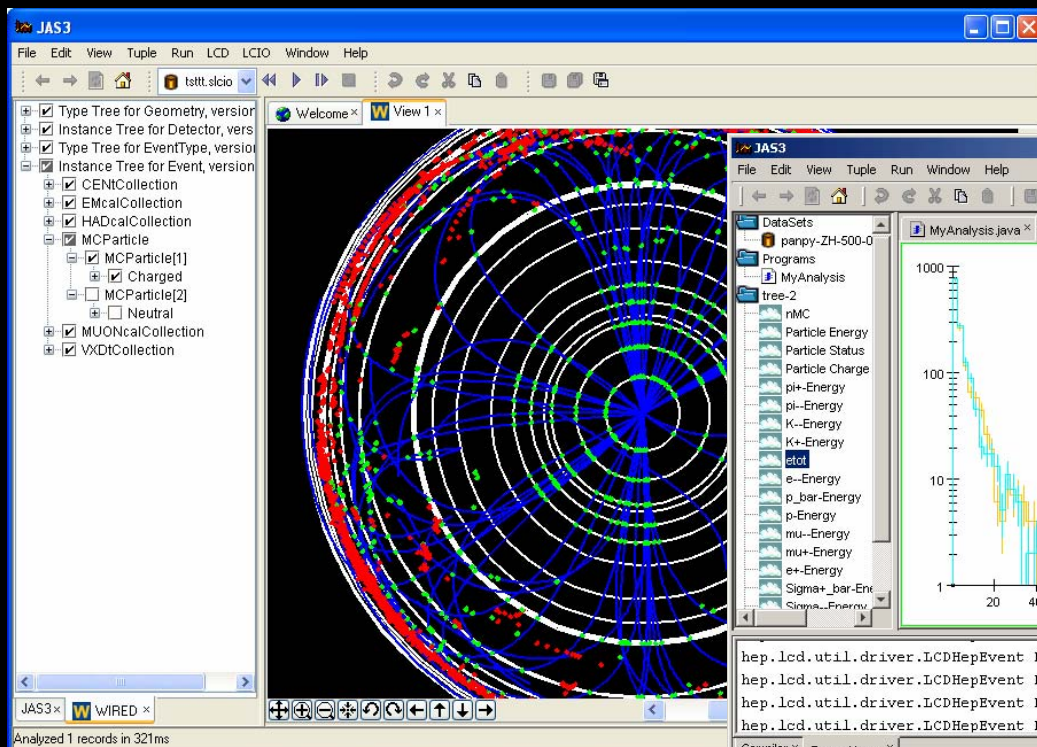 JAS3
File Edit View Tuple Run LCD LCIO Window Help
tsttt.slcio
Type Tree for Geometry, version
Instance Tree for Detector, vers
Type Tree for EventType, version
Instance Tree for Event, version
CENtCollection
EMcalCollection
HADcalCollection
MCParticle
MCParticle[1]
Charged
MCParticle[2]
Neutral
MUONcalCollection
VXDtCollection
JAS3 × W WIRED ×
Analyzed 1 records in 321ms
Welcome × W View 1 ×
JAS3
File Edit View Tuple Run Window Help
DataSets
panpy-ZH-500-0
Programs
MyAnalysis
tree-2
nMC
Particle Energy
Particle Status
Particle Charge
pi+-Energy
pi--Energy
K--Energy
K+-Energy
etot
e--Energy
p_bar-Energy
p-Energy
mu--Energy
mu+-Energy
e+-Energy
Sigma+_bar-Ene
Sigma--Energy
MyAnalysis.java ×
1000
100
10
1
20 40
hep.lcd.util.driver.LCDHepEvent
hep.lcd.util.driver.LCDHepEvent
hep.lcd.util.driver.LCDHepEvent
hep.lcd.util.driver.LCDHepEvent